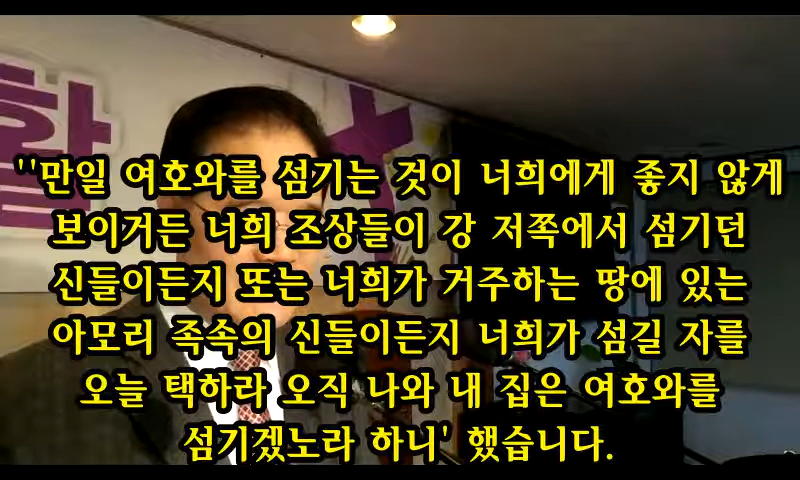 할
''만일 여호와를 섬기는 것이 너희에게 좋지 않게
보이거든 너희 조상들이 강 저쪽에서 섬기던
신들이든지 또는 너희가 거주하는 땅에 있는
아모리 족속의 신들이든지 너희가 섬길 자를
오늘 택하라 오직 나와 내 집은 여호와를
섬기겠노라 하니' 했습니다.